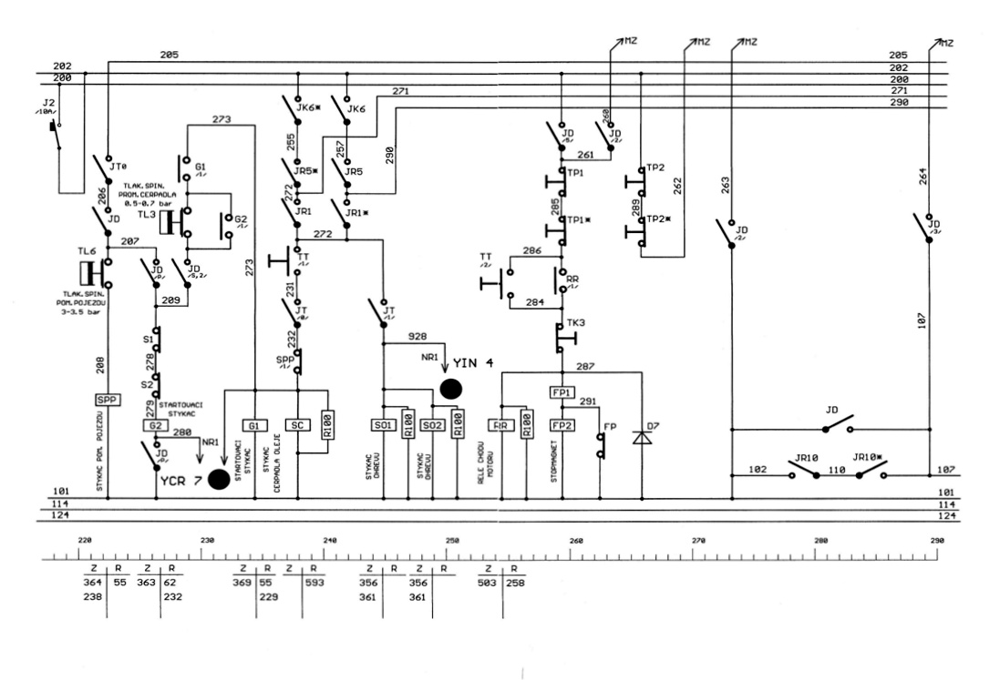 MZ
MZ
MZ
MZ
205
205
202
202
200
200
271
271
290
290
J2
/10A/
273
JK6*
JK6
260
JD
/5/
JD
/2/
255
257
290
261
JT0
G1
/1/
JR5*
JR5
TP1
TP2
206
TLAK.SPIN.
PROM.CERPADLA
0.5-0.7 bar
272
262
263
264
JD
TL3
G2
/1/
JR1
JR1*
285
289
TP1*
TP2*
JD
/2/
JD
/3/
207
272
TL6
JD
/0/
JD
/5,2/
273
TT
/1/
286
TT
/2/
RR
/1/
TLAK.SPIN.
POM.POJEZDU
3-3.5 bar
209
231
284
JT
/0/
JT
/1/
TK3
107
S1
232
928
208
278
SPP
/1/
NR1
YIN 4
287
S2
279
STARTOVACI
STYKAC
SPP
FP1
291
JD
G2
G1
SC
R100
SO1
R100
SO2
R100
RR
R100
FP2
FP
D7
280
NR1
STYKAC POM. POJEZDU
JD
/0/
YCR 7
STARTOVACI
STYKAC
STYKAC
CERPADLA OLEJE
STYKAC
OHREVU
STYKAC
OHREVU
RELE CHODU
MOTORU
STOPMAGNET
JR10
JR10*
102
110
107
101
101
114
114
124
124
220
230
240
250
260
270
280
290
Z R
364 55
238
Z R
363 62
232
Z R
369 55
229
Z R
593
Z R
356
361
Z R
356
361
Z R
503 258